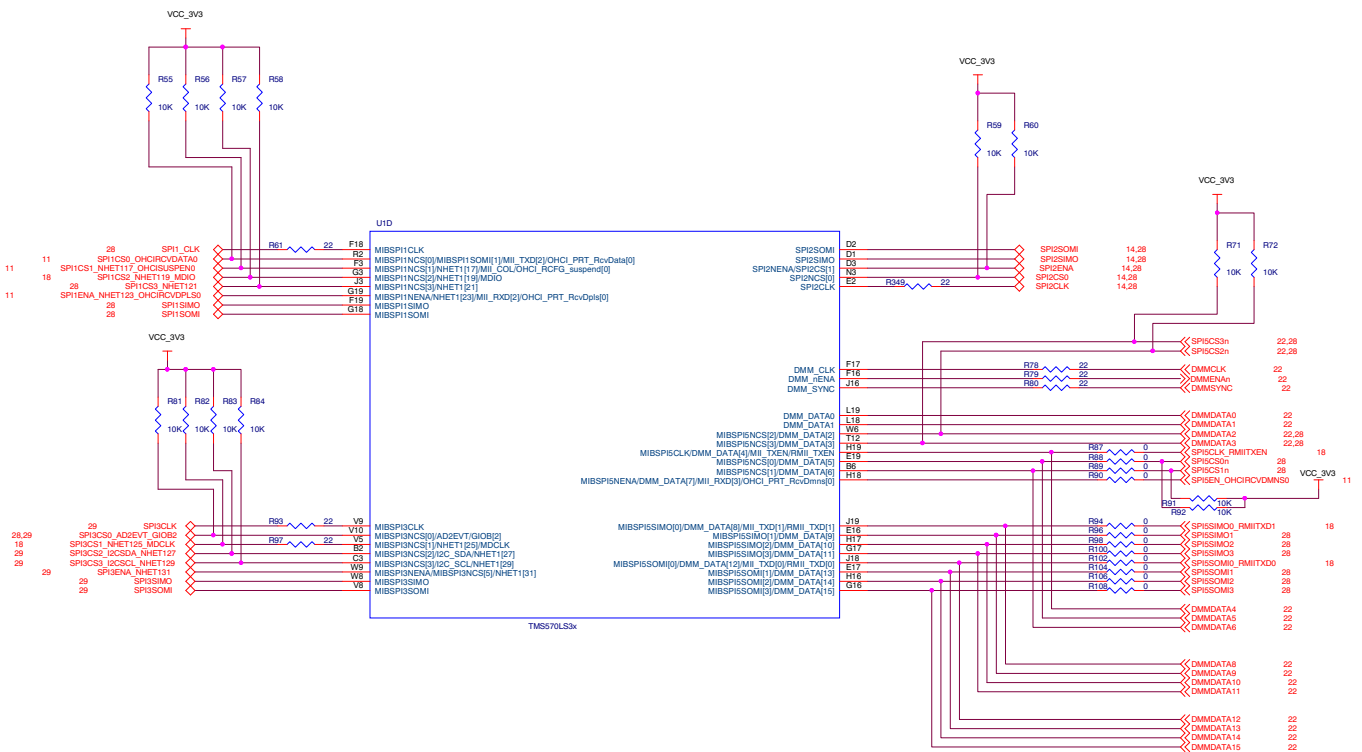 VCC_3V3
R55 R56 R57 R58
10K 10K 10K 10K
VCC_3V3
R59 R60
10K 10K
VCC_3V3
R71 R72
10K 10K
U1D
28 SPI1_CLK R61 22 F18 MIBSPI1CLK
11 SPI1CS0_OHCIRCVDATA0 R2 MIBSPI1NCS[0]/MIBSPI1SOMI[1]/MII_TXD[2]/OHCI_PRT_RcvData[0]
11 SPI1CS1_NHET117_OHCISUSPEN0 F3 MIBSPI1NCS[1]/NHET1[17]/MII_COL/OHCI_RCFG_suspend[0]
18 SPI1CS2_NHET119_MDIO G3 MIBSPI1NCS[2]/NHET1[19]/MDIO
28 SPI1CS3_NHET121 J3 MIBSPI1NCS[3]/NHET1[21]
11 SPI1ENA_NHET123_OHCIRCVDPLS0 G19 MIBSPI1NENA/NHET1[23]/MII_RXD[2]/OHCI_PRT_RcvDpls[0]
28 SPI1SIMO F19 MIBSPI1SIMO
28 SPI1SOMI G18 MIBSPI1SOMI
SPI2SOMI D2 SPI2SOMI 14,28
SPI2SIMO D1 SPI2SIMO 14,28
SPI2NENA/SPI2CS[1] D3 SPI2ENA 14,28
SPI2NCS[0] N3 SPI2CS0 14,28
SPI2CLK E2 R349 22 SPI2CLK 14,28
VCC_3V3
R81 R82 R83 R84
10K 10K 10K 10K
SPI5CS3n 22,28
SPI5CS2n 22,28
DMM_CLK F17 R78 22 DMMCLK 22
DMM_nENA F16 R79 22 DMMENAn 22
DMM_SYNC J16 R80 22 DMMSYNC 22
DMM_DATA0 L19 DMMDATA0 22
DMM_DATA1 L18 DMMDATA1 22
MIBSPI5NCS[2]/DMM_DATA[2] W6 DMMDATA2 22,28
MIBSPI5NCS[3]/DMM_DATA[3] T12 DMMDATA3 22,28
MIBSPI5CLK/DMM_DATA[4]/MII_TXEN/RMII_TXEN H19 R87 0 SPI5CLK_RMIITXEN 18
MIBSPI5NCS[0]/DMM_DATA[5] E19 R88 0 SPI5CS0n 28
MIBSPI5NCS[1]/DMM_DATA[6] B6 R89 0 SPI5CS1n 28
MIBSPI5NENA/DMM_DATA[7]/MII_RXD[3]/OHCI_PRT_RcvDmns[0] H18 R90 0 SPI5EN_OHCIRCVDMNS0 11
VCC_3V3
R91 10K
R92 10K
29 SPI3CLK R93 22 V9 MIBSPI3CLK
28,29 SPI3CS0_AD2EVT_GIOB2 V10 MIBSPI3NCS[0]/AD2EVT/GIOB[2]
18 SPI3CS1_NHET125_MDCLK R97 22 V5 MIBSPI3NCS[1]/NHET1[25]/MDCLK
29 SPI3CS2_I2CSDA_NHET127 B2 MIBSPI3NCS[2]/I2C_SDA/NHET1[27]
29 SPI3CS3_I2CSCL_NHET129 C3 MIBSPI3NCS[3]/I2C_SCL/NHET1[29]
29 SPI3ENA_NHET131 W9 MIBSPI3NENA/MIBSPI3NCS[5]/NHET1[31]
29 SPI3SIMO W8 MIBSPI3SIMO
29 SPI3SOMI V8 MIBSPI3SOMI
MIBSPI5SIMO[0]/DMM_DATA[8]/MII_TXD[1]/RMII_TXD[1] J19 R94 0 SPI5SIMO0_RMIITXD1 18
MIBSPI5SIMO[1]/DMM_DATA[9] E16 R96 0 SPI5SIMO1 28
MIBSPI5SIMO[2]/DMM_DATA[10] H17 R98 0 SPI5SIMO2 28
MIBSPI5SIMO[3]/DMM_DATA[11] G17 R100 0 SPI5SIMO3 28
MIBSPI5SOMI[0]/DMM_DATA[12]/MII_TXD[0]/RMII_TXD[0] J18 R102 0 SPI5SOMI0_RMIITXD0 18
MIBSPI5SOMI[1]/DMM_DATA[13] E17 R104 0 SPI5SOMI1 28
MIBSPI5SOMI[2]/DMM_DATA[14] H16 R106 0 SPI5SOMI2 28
MIBSPI5SOMI[3]/DMM_DATA[15] G16 R108 0 SPI5SOMI3 28
TMS570LS3x
DMMDATA4 22
DMMDATA5 22
DMMDATA6 22
DMMDATA8 22
DMMDATA9 22
DMMDATA10 22
DMMDATA11 22
DMMDATA12 22
DMMDATA13 22
DMMDATA14 22
DMMDATA15 22